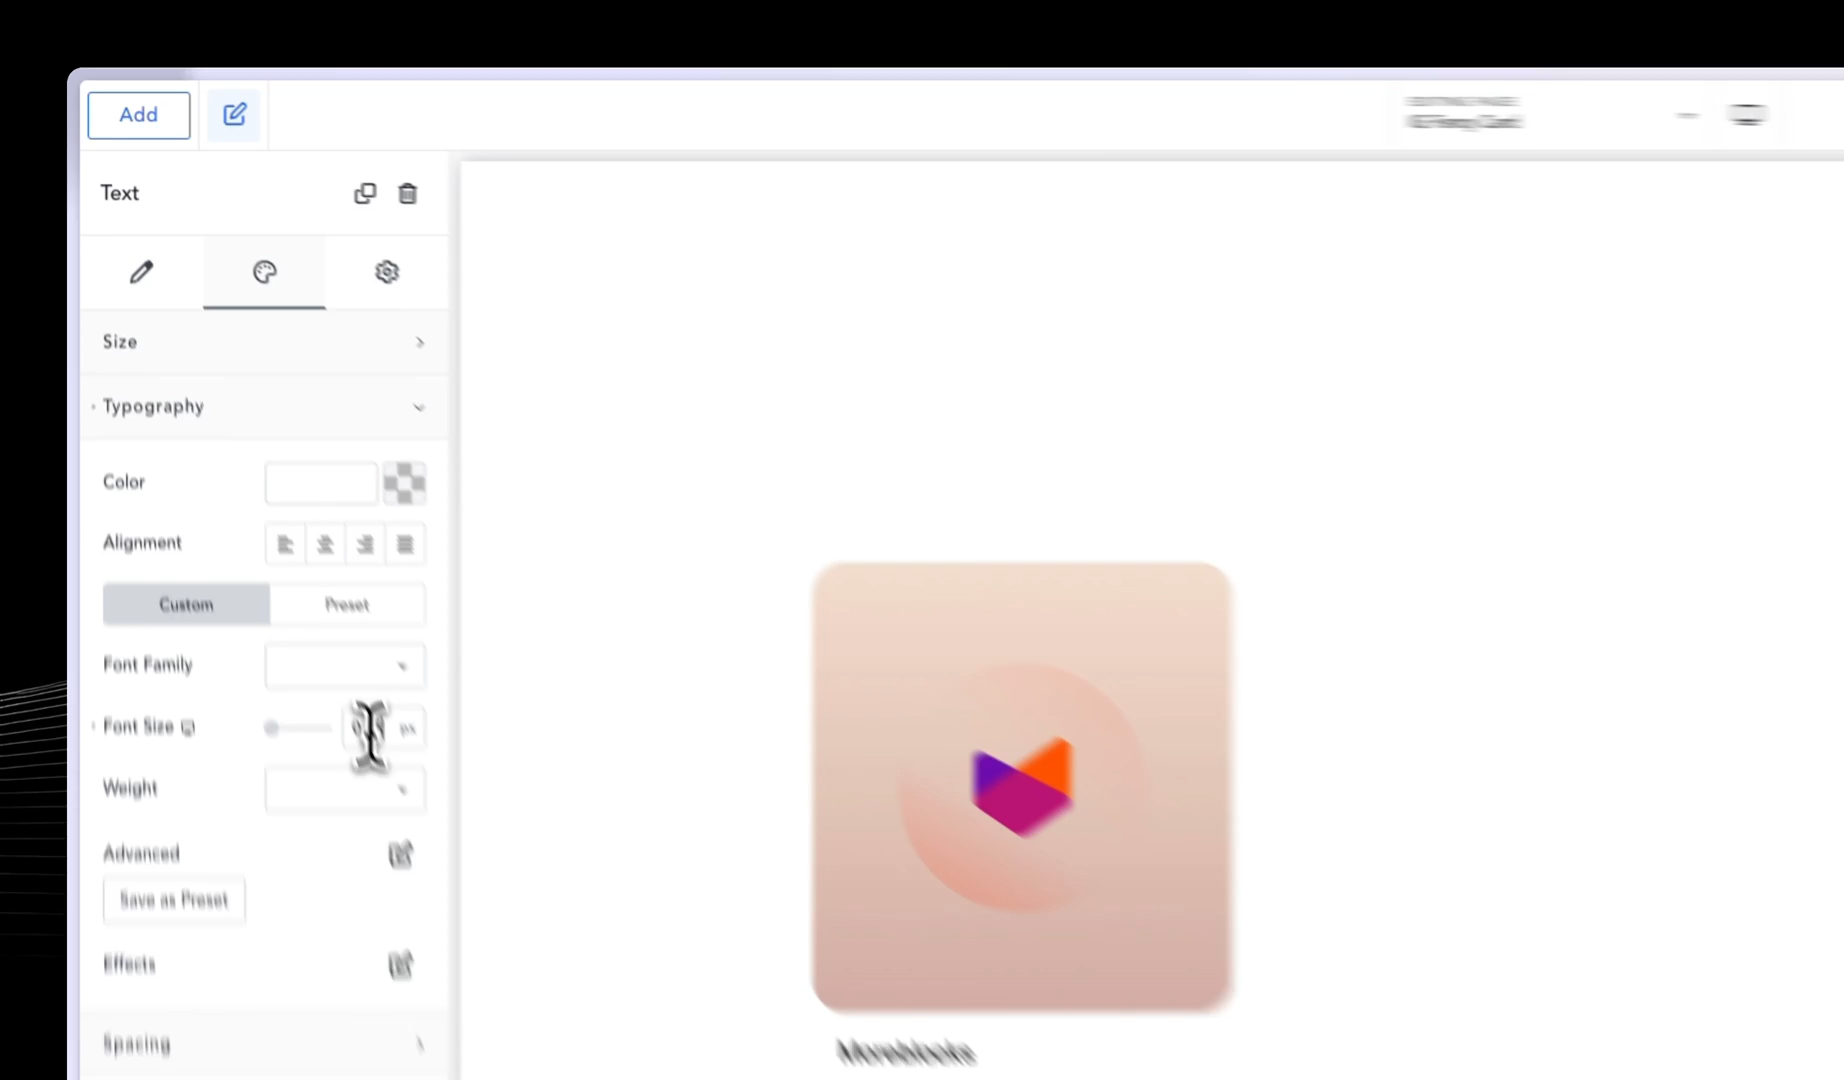 Add
Text
Size
Typography
Color
Alignment
Custom Preset
Font Family
Font Size px
Weight
Advanced
Save as Preset
Effects
Spacing
Moreblocks